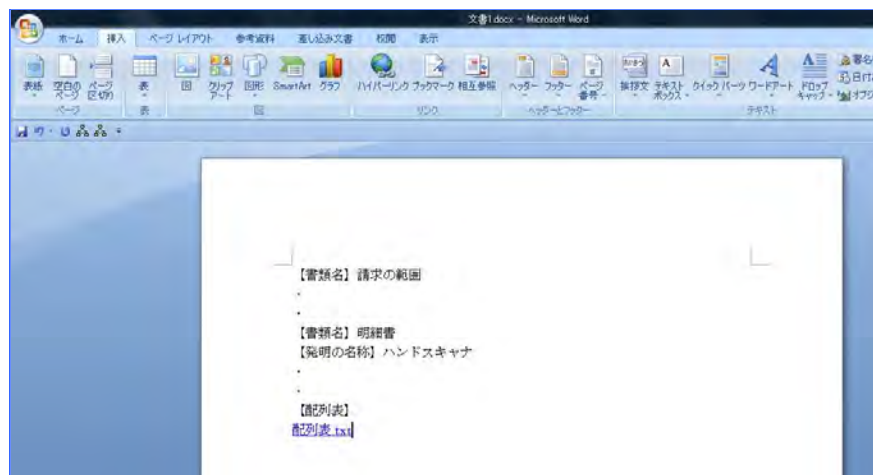 文書1.docx - Microsoft Word
ホーム 挿入 ページ レイアウト 参考資料 差し込み文書 校閲 表示
表紙 空白の ページ ページ 区切り 表 図 クリップ アート 図形 SmartArt グラフ ハイパーリンク ブックマーク 相互参照 ヘッダー フッター ページ 番号 挨拶文 テキスト ボックス クイック パーツ ワードアート ドロップ キャップ
ページ 表 図 リンク ヘッダーとフッター テキスト
【書類名】請求の範囲
・
・
【書類名】明細書
【発明の名称】ハンドスキャナ
・
・
【配列表】
配列表.txt